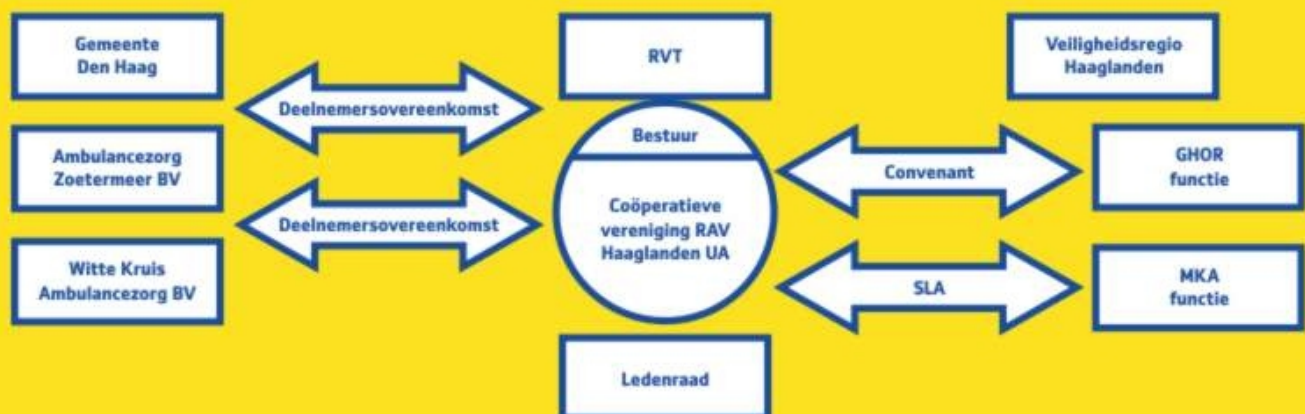 Gemeente
Den Haag
Ambulancezorg
Zoetermeer BV
Witte Kruis
Ambulancezorg BV
Deelnemersovereenkomst
Deelnemersovereenkomst
RVT
Bestuur
Coöperatieve
vereniging RAV
Haaglanden UA
Ledenraad
Convenant
SLA
Veiligheidsregio
Haaglanden
GHOR
functie
MKA
functie